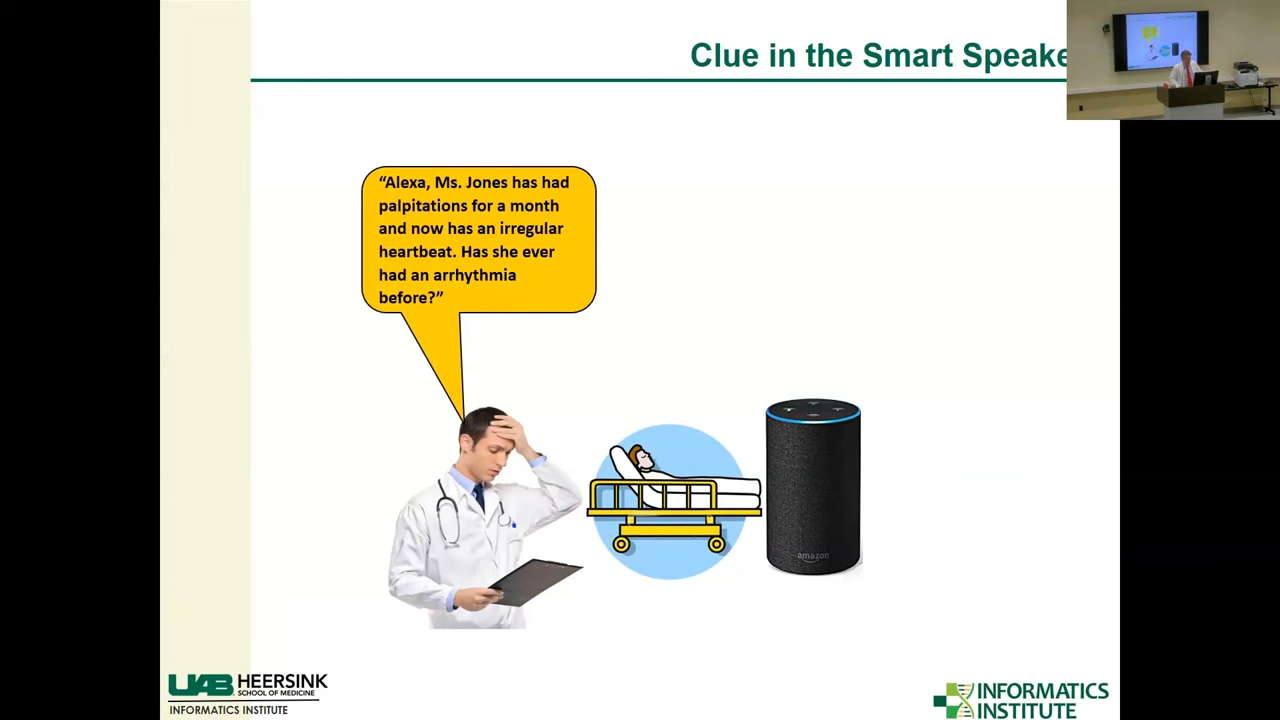 Clue in the Smart Speake
“Alexa, Ms. Jones has had
palpitations for a month
and now has an irregular
heartbeat. Has she ever
had an arrhythmia
before?”
amazon
UAB HEERSINK
SCHOOL OF MEDICINE
INFORMATICS INSTITUTE
INFORMATICS
INSTITUTE